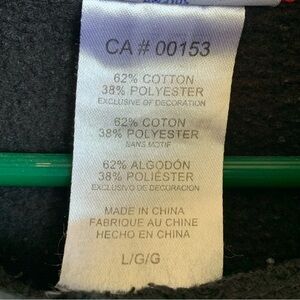 CA # 00153
62% COTTON
38% POLYESTER
EXCLUSIVE OF DECORATION
62% COTON
38% POLYESTER
SANS MOTIF
62% ALGODÓN
38% POLIÉSTER
EXCLUSIVO DE DECORACION
MADE IN CHINA
FABRIQUE AU CHINE
HECHO EN CHINA
L/G/G